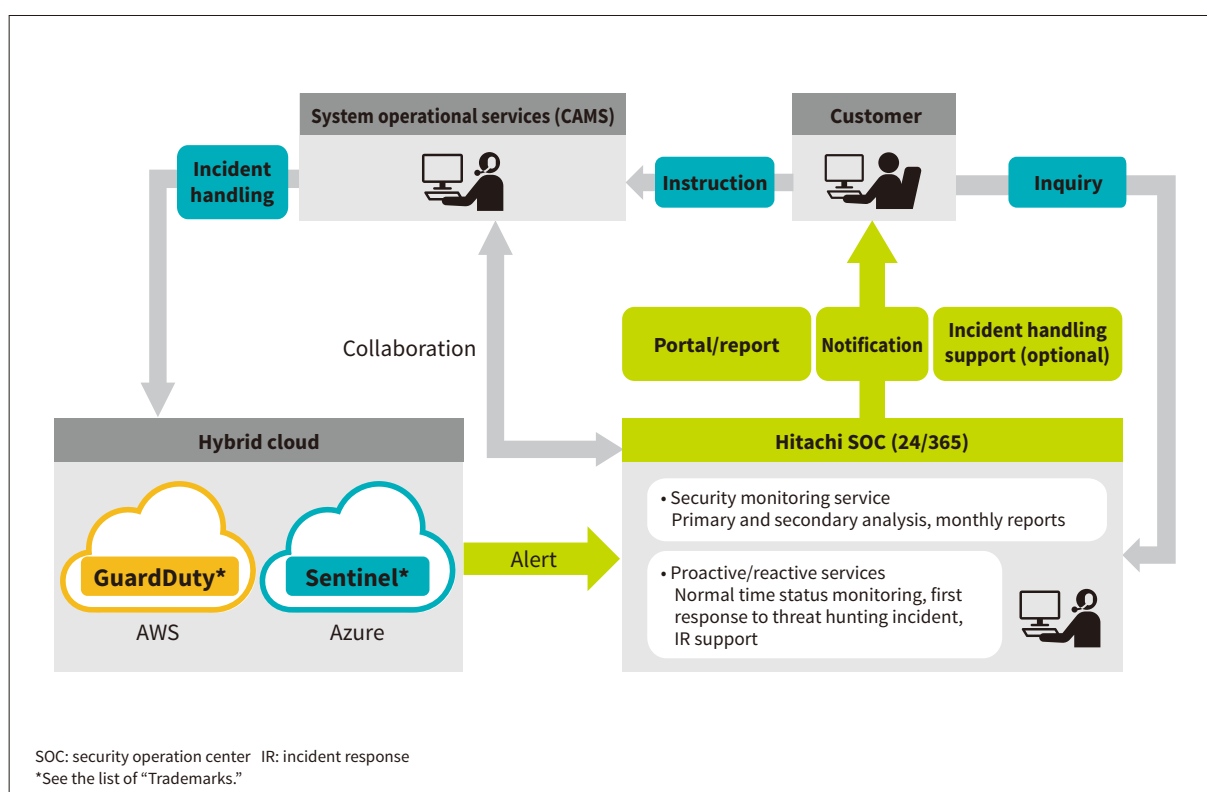 System operational services (CAMS)
Customer
Incident
handling
Instruction
Inquiry
Collaboration
Portal/report
Notification
Incident handling
support (optional)
Hybrid cloud
GuardDuty*
AWS
Sentinel*
Azure
Alert
Hitachi SOC (24/365)
• Security monitoring service
Primary and secondary analysis, monthly reports
• Proactive/reactive services
Normal time status monitoring, first
response to threat hunting incident,
IR support
SOC: security operation center IR: incident response
*See the list of “Trademarks.”